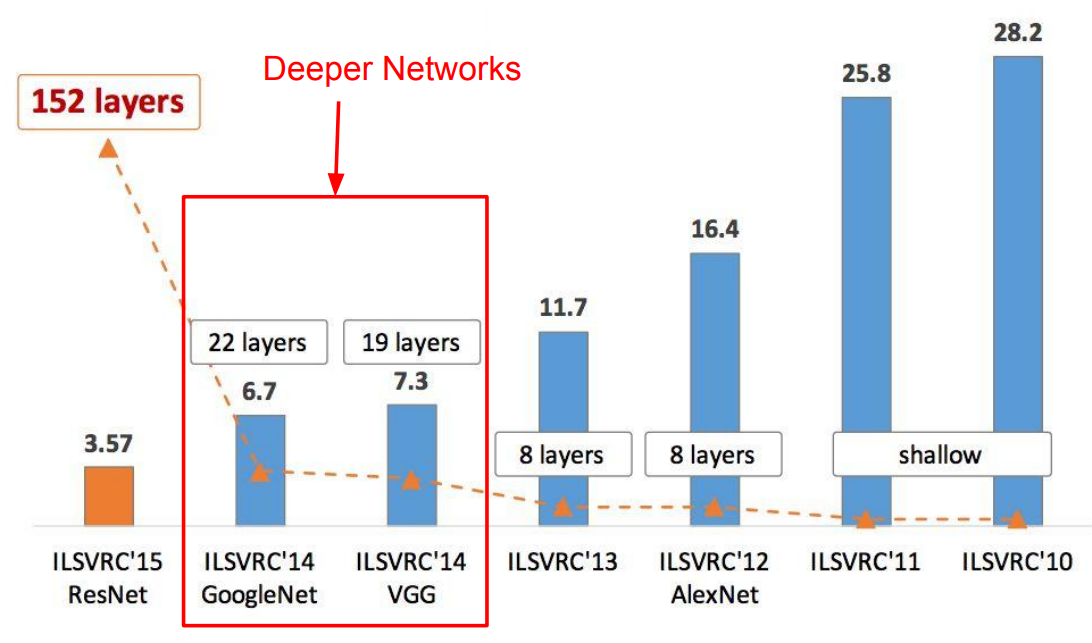 Deeper Networks
152 layers
28.2
25.8
16.4
11.7
22 layers
19 layers
6.7
7.3
3.57
8 layers
8 layers
shallow
ILSVRC'15
ResNet
ILSVRC'14
GoogleNet
ILSVRC'14
VGG
ILSVRC'13
ILSVRC'12
AlexNet
ILSVRC'11
ILSVRC'10